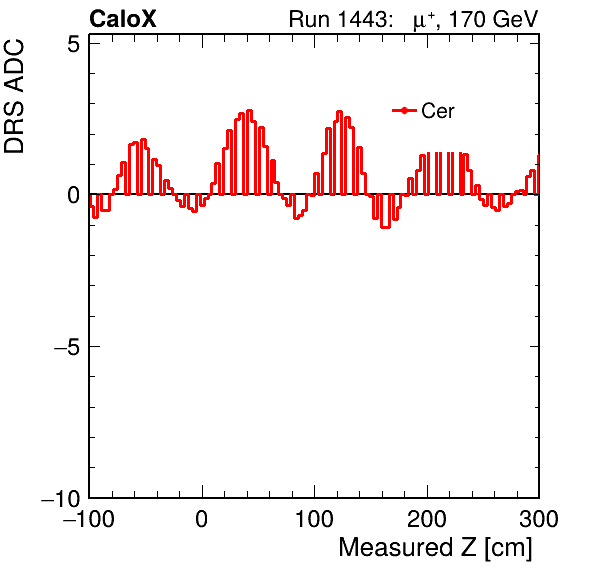 CaloX
Run 1443: μ⁺, 170 GeV
DRS ADC
Cer
5
0
−5
−10
−100 0 100 200 300
Measured Z [cm]